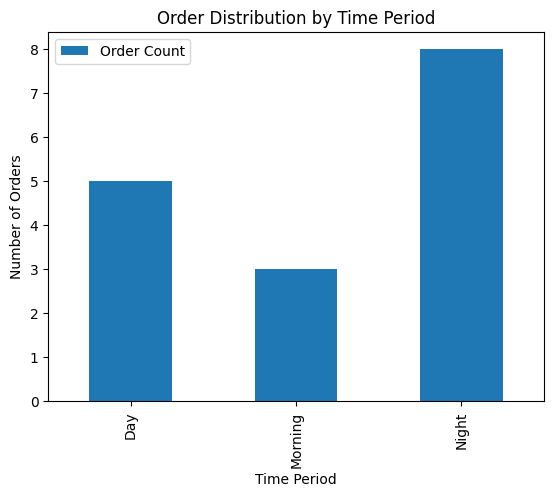 Order Distribution by Time Period
Order Count
Number of Orders
8
7
6
5
4
3
2
1
0
Day
Morning
Night
Time Period